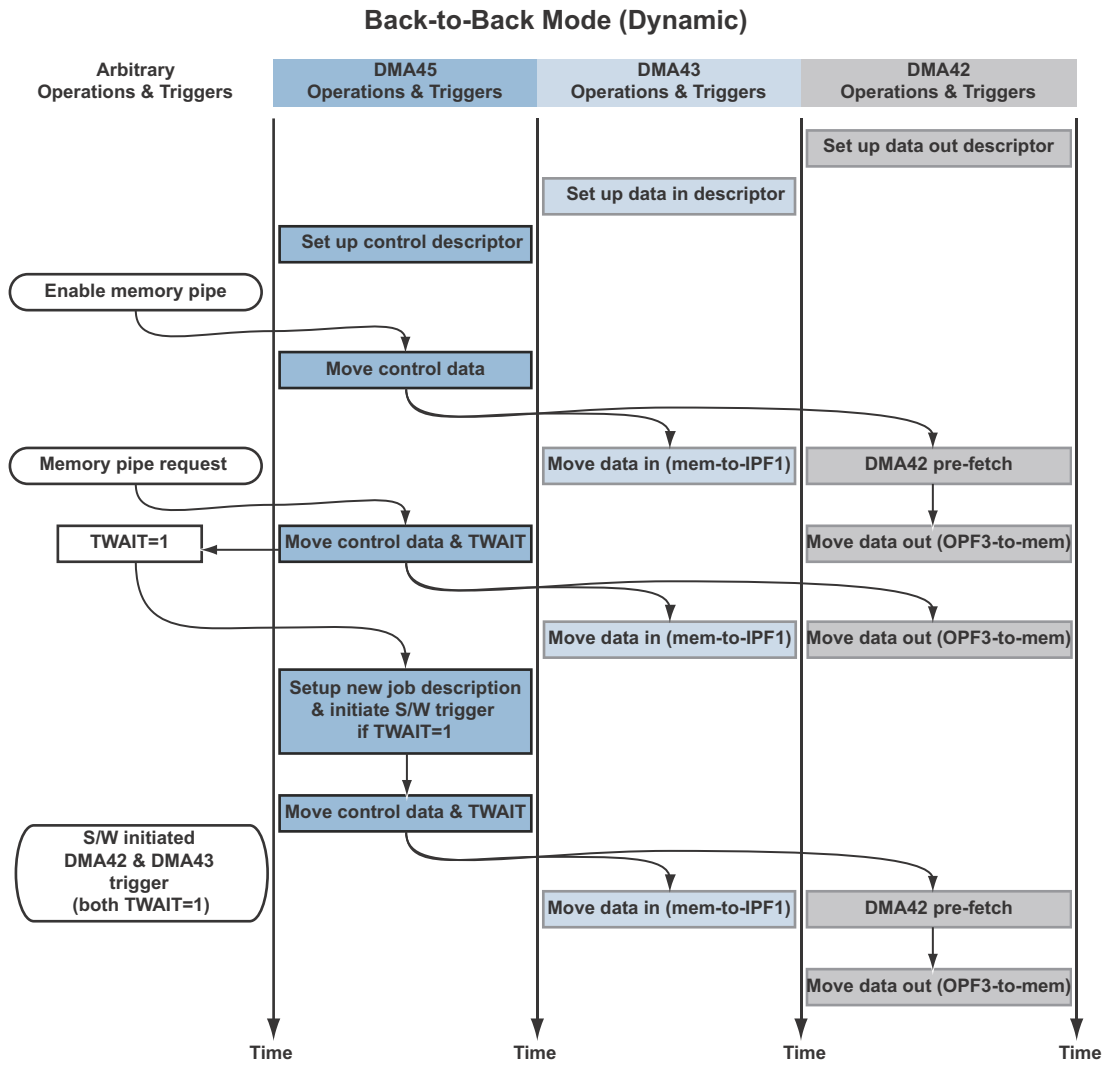 Back-to-Back Mode (Dynamic)
Arbitrary
Operations & Triggers
DMA45
Operations & Triggers
DMA43
Operations & Triggers
DMA42
Operations & Triggers
Set up data out descriptor
Set up data in descriptor
Set up control descriptor
Enable memory pipe
Move control data
Memory pipe request
Move data in (mem-to-IPF1)
DMA42 pre-fetch
TWAIT=1
Move control data & TWAIT
Move data out (OPF3-to-mem)
Move data in (mem-to-IPF1)
Move data out (OPF3-to-mem)
Setup new job description
& initiate S/W trigger
if TWAIT=1
Move control data & TWAIT
S/W initiated
DMA42 & DMA43
trigger
(both TWAIT=1)
Move data in (mem-to-IPF1)
DMA42 pre-fetch
Move data out (OPF3-to-mem)
Time
Time
Time
Time